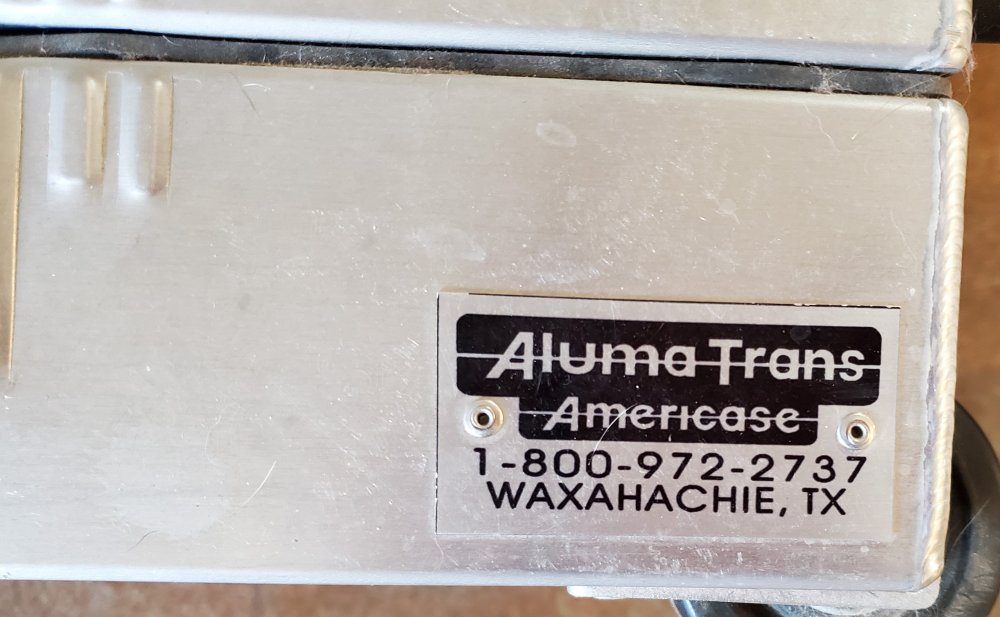 Aluma Trans
Americase
1-800-972-2737
WAXAHACHIE, TX